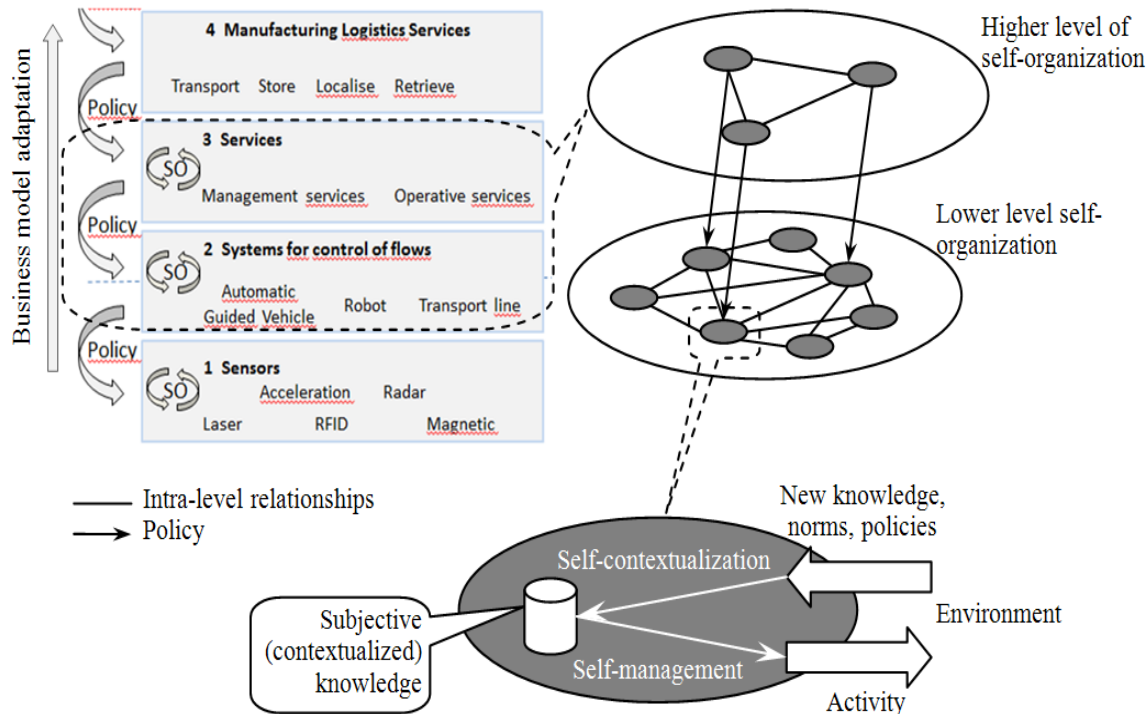 Business model adaptation
4 Manufacturing Logistics Services
Transport Store Localise Retrieve
Policy
3 Services
SO
Management services Operative services
Policy
2 Systems for control of flows
SO
Automatic
Guided Vehicle Robot Transport line
Policy
1 Sensors
SO
Acceleration Radar
Laser RFID Magnetic
Higher level of
self-organization
Lower level self-
organization
Intra-level relationships
Policy
New knowledge,
norms, policies
Self-contextualization
Subjective
(contextualized)
knowledge
Environment
Self-management
Activity